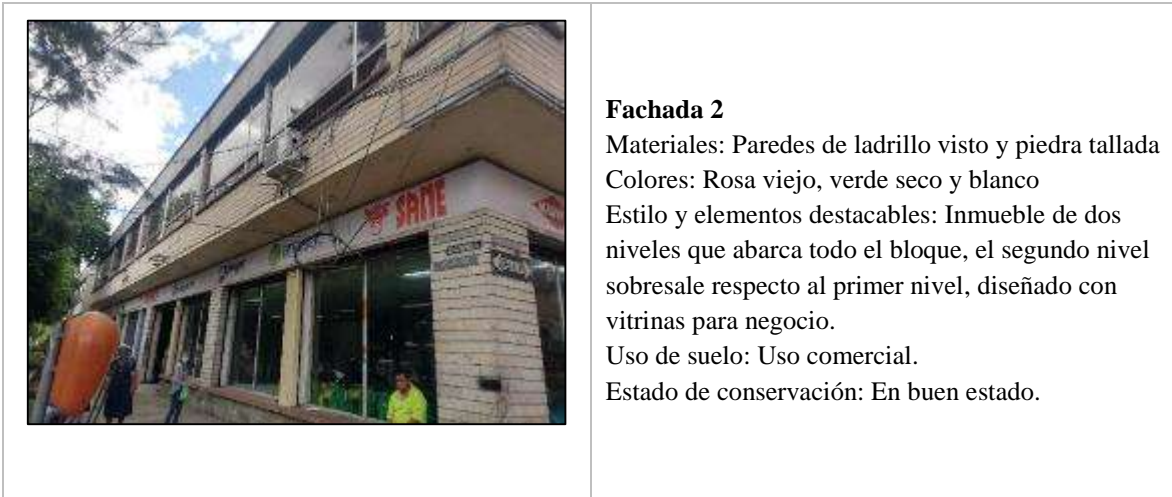 SANE
Fachada 2
Materiales: Paredes de ladrillo visto y piedra tallada
Colores: Rosa viejo, verde seco y blanco
Estilo y elementos destacables: Inmueble de dos
niveles que abarca todo el bloque, el segundo nivel
sobresale respecto al primer nivel, diseñado con
vitrinas para negocio.
Uso de suelo: Uso comercial.
Estado de conservación: En buen estado.